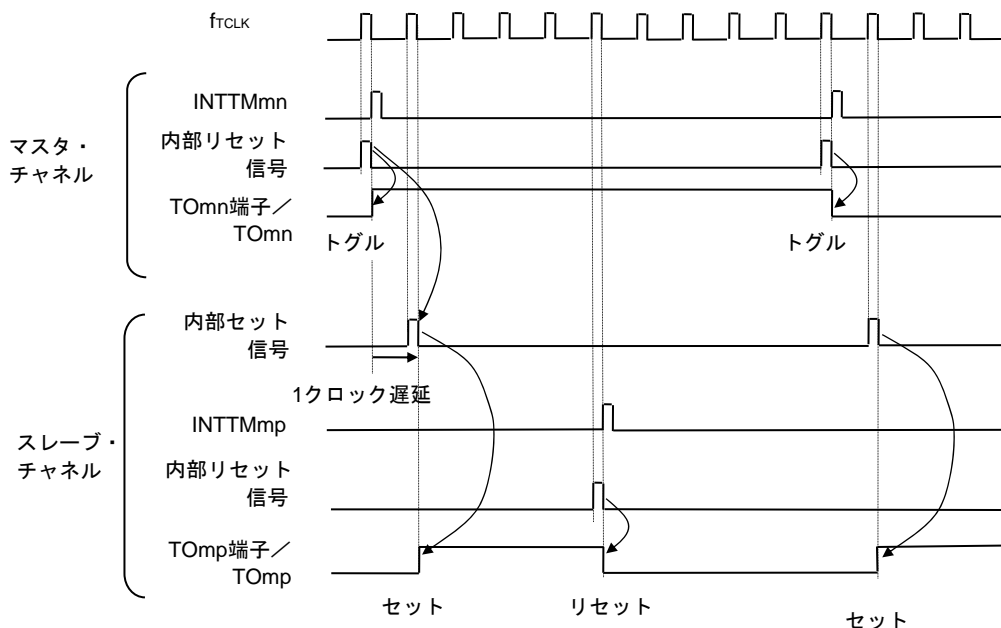 fTCLK
INTTMmn
マスタ・
チャネル
内部リセット
信号
TOmn端子／
TOmn
トグル
トグル
内部セット
信号
1クロック遅延
INTTMmp
スレーブ・
チャネル
内部リセット
信号
TOmp端子／
TOmp
セット
リセット
セット